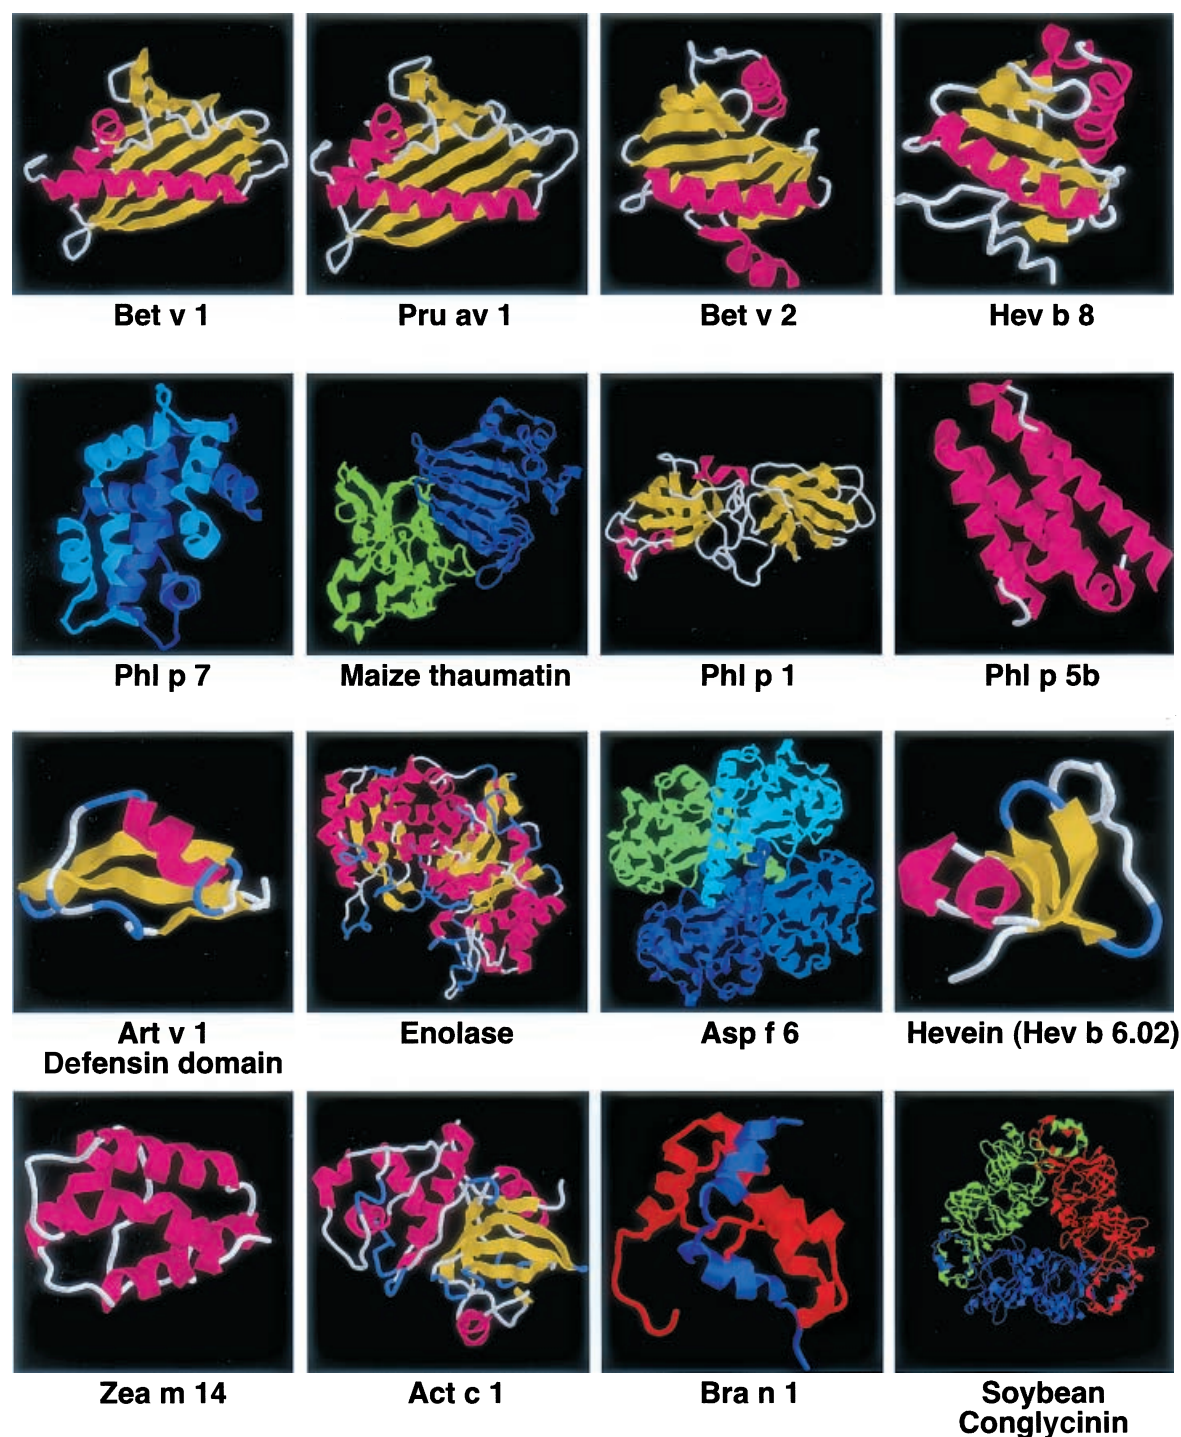 Bet v 1
Pru av 1
Bet v 2
Hev b 8
Phl p 7
Maize thaumatin
Phl p 1
Phl p 5b
Art v 1
Defensin domain
Enolase
Asp f 6
Hevein (Hev b 6.02)
Zea m 14
Act c 1
Bra n 1
Soybean
Conglycinin